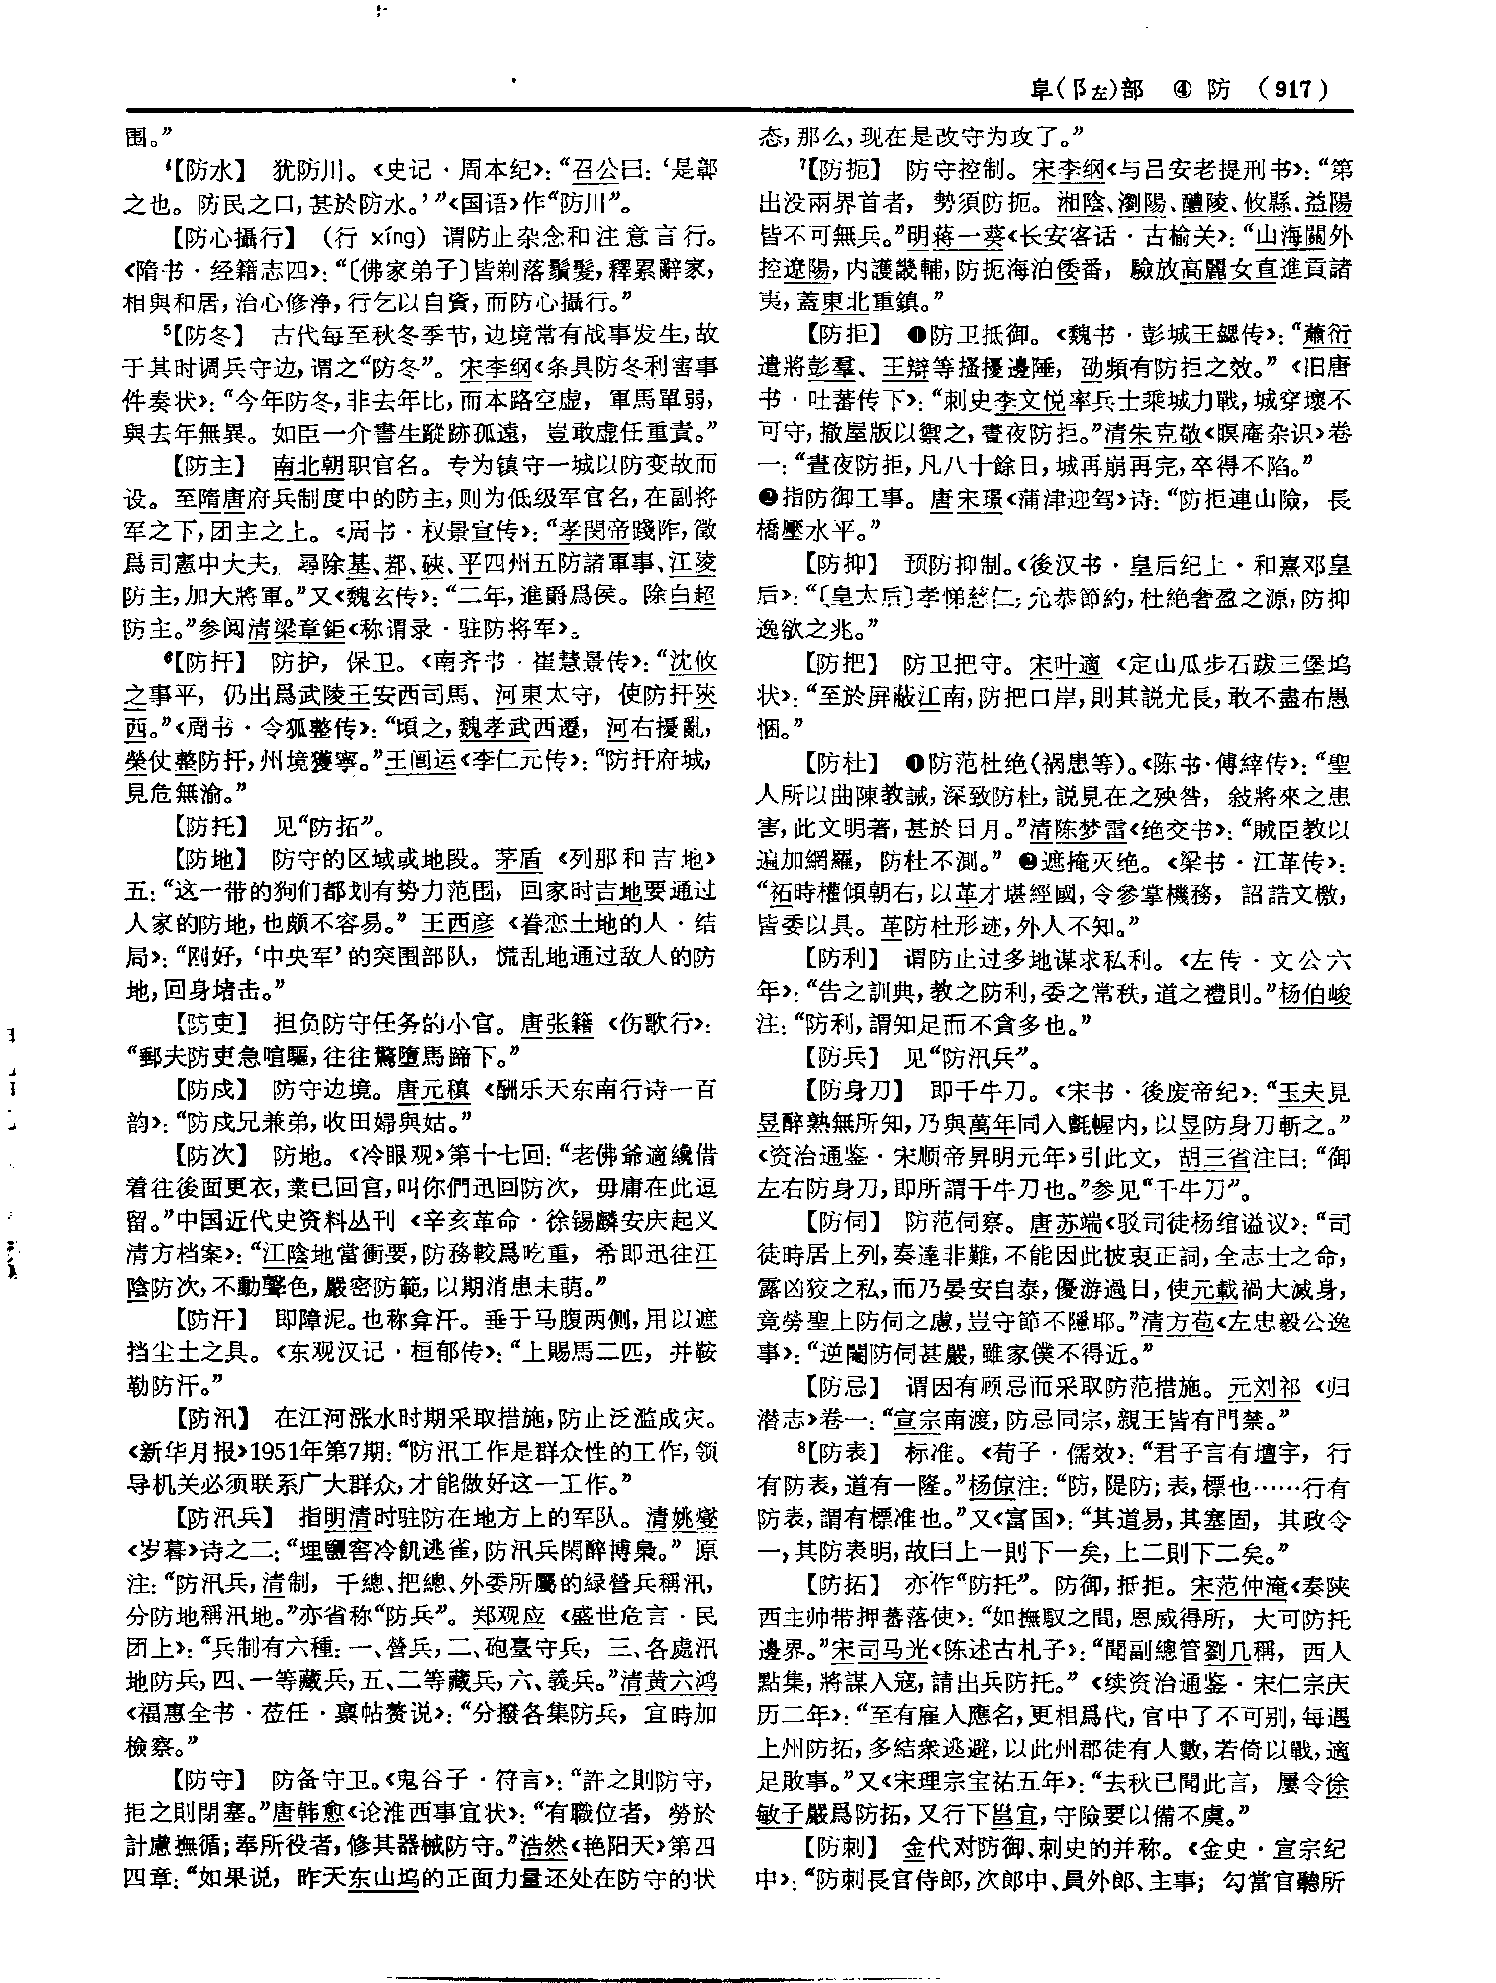 阜(阝左)部 ④ 防 (917)
围。”
⁴【防水】 犹防川。《史记·周本纪》：“召公曰：‘是鄣
之也。防民之口，甚於防水。’”《国语》作“防川”。
【防心攝行】 (行 xíng) 谓防止杂念和注意言行。
《隋书·经籍志四》：“〔佛家弟子〕皆剃落鬚髮，釋累辭家，
相與和居，治心修净，行乞以自資，而防心攝行。”
⁵【防冬】 古代每至秋冬季节，边境常有战事发生，故
于其时调兵守边，谓之“防冬”。宋李纲《条具防冬利害事
件奏状》：“今年防冬，非去年比，而本路空虚，軍馬單弱，
與去年無異。如臣一介書生蹤跡孤遠，豈敢虚任重責。”
【防主】 南北朝职官名。专为镇守一城以防变故而
设。至隋唐府兵制度中的防主，则为低级军官名，在副将
军之下，团主之上。《周书·权景宣传》：“孝閔帝踐阼，徵
爲司憲中大夫，尋除基、鄀、硤、平四州五防諸軍事、江陵
防主，加大將軍。”又《魏玄传》：“二年，進爵爲侯。除白超
防主。”参阅清梁章鉅《称谓录·驻防将军》。
⁶【防扞】 防护，保卫。《南齐书·崔慧景传》：“沈攸
之事平，仍出爲武陵王安西司馬、河東太守，使防扞陝
西。”《周书·令狐整传》：“頃之，魏孝武西遷，河右擾亂，
榮仗整防扞，州境獲寧。”王闿运《李仁元传》：“防扞府城，
見危無渝。”
【防托】 见“防拓”。
【防地】 防守的区域或地段。茅盾《列那和吉地》
五：“这一带的狗们都划有势力范围，回家时吉地要通过
人家的防地，也颇不容易。”王西彦《眷恋土地的人·结
局》：“刚好，‘中央军’的突围部队，慌乱地通过敌人的防
地，回身堵击。”
【防吏】 担负防守任务的小官。唐张籍《伤歌行》：
“郵夫防吏急喧驅，往往驚墮馬蹄下。”
【防戍】 防守边境。唐元稹《酬乐天东南行诗一百
韵》：“防戍兄兼弟，收田婦與姑。”
【防次】 防地。《冷眼观》第十七回：“老佛爺適纔借
着往後面更衣，業已回宫，叫你們迅回防次，毋庸在此逗
留。”中国近代史资料丛刊《辛亥革命·徐锡麟安庆起义
清方档案》：“江陰地當衝要，防務較爲吃重，希即迅往江
陰防次，不動聲色，嚴密防範，以期消患未萌。”
【防汗】 即障泥。也称弇汗。垂于马腹两侧，用以遮
挡尘土之具。《东观汉记·桓郁传》：“上賜馬二匹，并鞍
勒防汗。”
【防汛】 在江河涨水时期采取措施，防止泛滥成灾。
《新华月报》1951年第7期：“防汛工作是群众性的工作，领
导机关必须联系广大群众，才能做好这一工作。”
【防汛兵】 指明清时驻防在地方上的军队。清姚燮
《岁暮》诗之二：“埋鹽窖冷飢逃雀，防汛兵閑醉博梟。”原
注：“防汛兵，清制，千總、把總、外委所屬的緑營兵稱汛，
分防地稱汛地。”亦省称“防兵”。郑观应《盛世危言·民
团上》：“兵制有六種：一、營兵，二、砲臺守兵，三、各處汛
地防兵，四、一等藏兵，五、二等藏兵，六、義兵。”清黄六鸿
《福惠全书·莅任·禀帖赘说》：“分撥各集防兵，宜時加
檢察。”
【防守】 防备守卫。《鬼谷子·符言》：“許之則防守，
拒之則閉塞。”唐韩愈《论淮西事宜状》：“有職位者，勞於
計慮撫循；奉所役者，修其器械防守。”浩然《艳阳天》第四
四章：“如果说，昨天东山坞的正面力量还处在防守的状
态，那么，现在是改守为攻了。”
⁷【防扼】 防守控制。宋李纲《与吕安老提刑书》：“第
出没兩界首者，勢須防扼。湘陰、瀏陽、醴陵、攸縣、益陽
皆不可無兵。”明蒋一葵《长安客话·古榆关》：“山海關外
控遼陽，内護畿輔，防扼海泊倭番，驗放高麗女直進貢諸
夷，蓋東北重鎮。”
【防拒】 ❶防卫抵御。《魏书·彭城王勰传》：“蕭衍
遣將彭羣、王辯等搔擾邊陲，劭頻有防拒之效。”《旧唐
书·吐蕃传下》：“刺史李文悦率兵士乘城力戰，城穿壞不
可守，撤屋版以禦之，晝夜防拒。”清朱克敬《暝庵杂识》卷
一：“晝夜防拒，凡八十餘日，城再崩再完，卒得不陷。”
❷指防御工事。唐宋璟《蒲津迎驾》诗：“防拒連山險，長
橋壓水平。”
【防抑】 预防抑制。《後汉书·皇后纪上·和熹邓皇
后》：“〔皇太后〕孝悌慈仁，允恭節約，杜絶奢盈之源，防抑
逸欲之兆。”
【防把】 防卫把守。宋叶適《定山瓜步石跋三堡坞
状》：“至於屏蔽江南，防把口岸，則其説尤長，敢不盡布愚
悃。”
【防杜】 ❶防范杜绝(祸患等)。《陈书·傅縡传》：“聖
人所以曲陳教誡，深致防杜，説見在之殃咎，敍將來之患
害，此文明著，甚於日月。”清陈梦雷《绝交书》：“賊臣教以
遍加網羅，防杜不測。”❷遮掩灭绝。《梁书·江革传》：
“祏時權傾朝右，以革才堪經國，令參掌機務，詔誥文檄，
皆委以具。革防杜形迹，外人不知。”
【防利】 谓防止过多地谋求私利。《左传·文公六
年》：“告之訓典，教之防利，委之常秩，道之禮則。”杨伯峻
注：“防利，謂知足而不貪多也。”
【防兵】 见“防汛兵”。
【防身刀】 即千牛刀。《宋书·後废帝纪》：“玉夫見
昱醉熟無所知，乃與萬年同入氈幄内，以昱防身刀斬之。”
《资治通鉴·宋顺帝昇明元年》引此文，胡三省注曰：“御
左右防身刀，即所謂千牛刀也。”参见“千牛刀”。
【防伺】 防范伺察。唐苏端《驳司徒杨绾谥议》：“司
徒時居上列，奏達非難，不能因此披衷正詞，全志士之命，
露凶狡之私，而乃晏安自泰，優游過日，使元載禍大滅身，
竟勞聖上防伺之慮，豈守節不隱耶。”清方苞《左忠毅公逸
事》：“逆閹防伺甚嚴，雖家僕不得近。”
【防忌】 谓因有顾忌而采取防范措施。元刘祁《归
潜志》卷一：“宣宗南渡，防忌同宗，親王皆有門禁。”
⁸【防表】 标准。《荀子·儒效》：“君子言有壇宇，行
有防表，道有一隆。”杨倞注：“防，隄防；表，標也……行有
防表，謂有標准也。”又《富国》：“其道易，其塞固，其政令
一，其防表明，故曰上一則下一矣，上二則下二矣。”
【防拓】 亦作“防托”。防御，抵拒。宋范仲淹《奏陕
西主帅带押蕃落使》：“如撫馭之間，恩威得所，大可防托
邊界。”宋司马光《陈述古札子》：“聞副總管劉几稱，西人
點集，將謀入寇，請出兵防托。”《续资治通鉴·宋仁宗庆
历二年》：“至有雇人應名，更相爲代，官中了不可别，每遇
上州防拓，多結衆逃避，以此州郡徒有人數，若倚以戰，適
足敗事。”又《宋理宗宝祐五年》：“去秋已聞此言，屢令徐
敏子嚴爲防拓，又行下邕宜，守險要以備不虞。”
【防刺】 金代对防御、刺史的并称。《金史·宣宗纪
中》：“防刺長官侍郎，次郎中、員外郎、主事；勾當官聽所